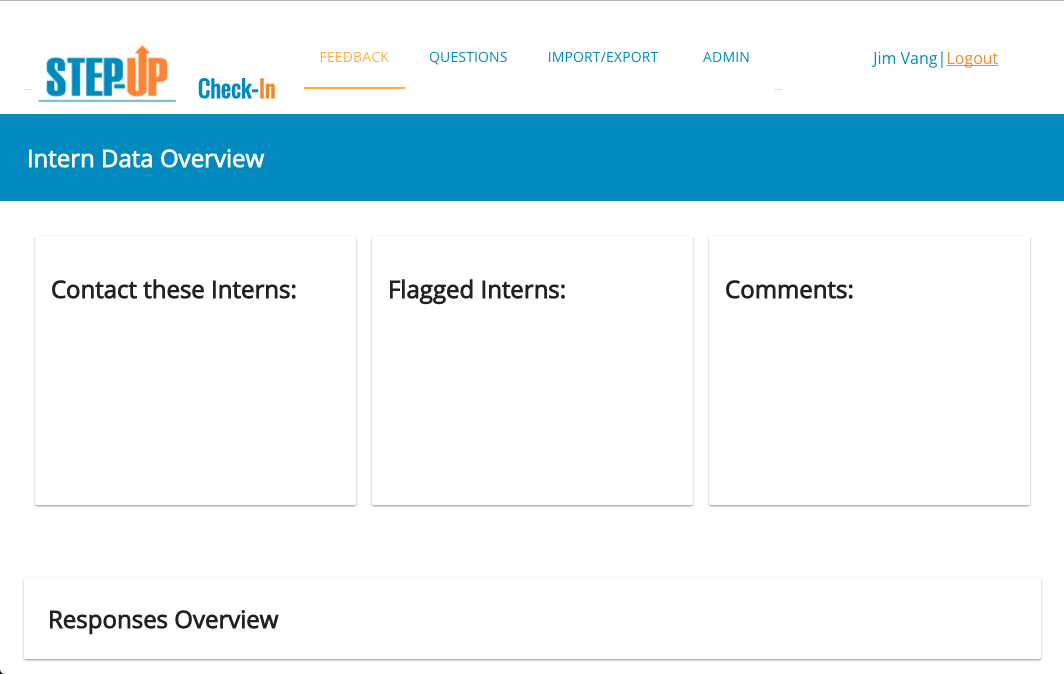 STEP-UP
Check-In
FEEDBACK
QUESTIONS
IMPORT/EXPORT
ADMIN
Jim Vang|Logout
Intern Data Overview
Contact these Interns:
Flagged Interns:
Comments:
Responses Overview